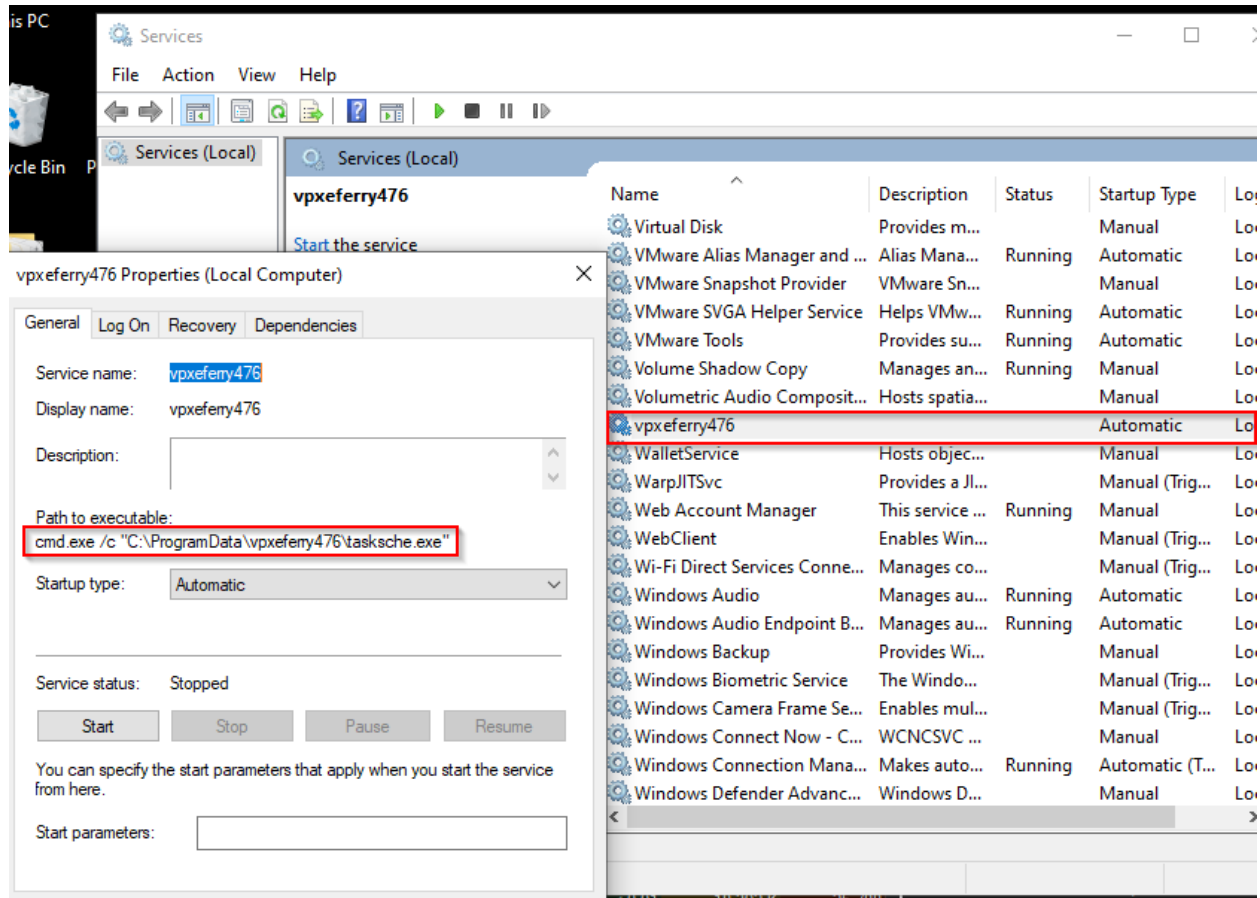 is PC
Services
File Action View Help
Services (Local)
Services (Local)
cle Bin P
vpxeferry476
Start the service
Name Description Status Startup Type
Virtual Disk Provides m... Manual
VMware Alias Manager and ... Alias Mana... Running Automatic
VMware Snapshot Provider VMware Sn... Manual
VMware SVGA Helper Service Helps VMw... Running Automatic
VMware Tools Provides su... Running Automatic
Volume Shadow Copy Manages an... Running Manual
Volumetric Audio Composit... Hosts spatia... Manual
vpxeferry476 Automatic
WalletService Hosts objec... Manual
WarpJITSvc Provides a JI... Manual (Trig...
Web Account Manager This service ... Running Manual
WebClient Enables Win... Manual (Trig...
Wi-Fi Direct Services Conne... Manages co... Manual (Trig...
Windows Audio Manages au... Running Automatic
Windows Audio Endpoint B... Manages au... Running Automatic
Windows Backup Provides Wi... Manual
Windows Biometric Service The Windo... Manual (Trig...
Windows Camera Frame Se... Enables mul... Manual (Trig...
Windows Connect Now - C... WCNCSVC ... Manual
Windows Connection Mana... Makes auto... Running Automatic (T...
Windows Defender Advanc... Windows D... Manual
vpxeferry476 Properties (Local Computer)
General Log On Recovery Dependencies
Service name: vpxeferry476
Display name: vpxeferry476
Description:
Path to executable:
cmd.exe /c "C:\ProgramData\vpxeferry476\tasksche.exe"
Startup type: Automatic
Service status: Stopped
Start Stop Pause Resume
You can specify the start parameters that apply when you start the service
from here.
Start parameters: